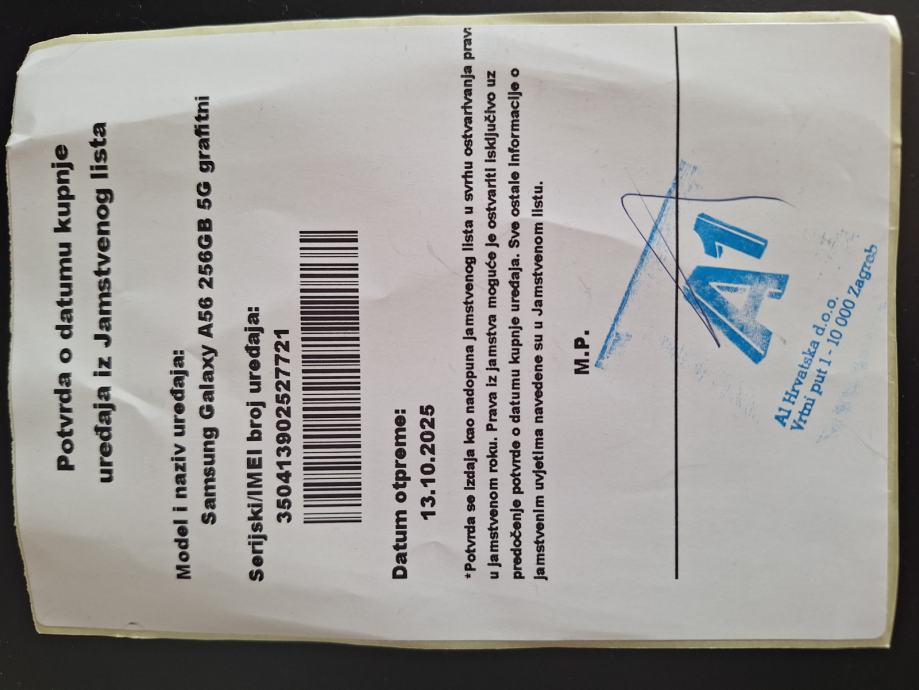 Potvrda o datumu kupnje
uređaja iz Jamstvenog lista
Model i naziv uređaja:
Samsung Galaxy A56 256GB 5G grafitni
Serijski/IMEI broj uređaja:
350413902527721
Datum otpreme:
13.10.2025
*Potvrda se izdaja kao nadopuna jamstvenog lista u svrhu ostvarivanja prava
u jamstvenom roku. Prava iz jamstva moguće je ostvariti isključivo uz
predočenje potvrde o datumu kupnje uređaja. Sve ostale informacije o
jamstvenim uvjetima navedene su u Jamstvenom listu.
M.P.
A1
A1 Hrvatska d.o.o.
Vrtni put 1 - 10 000 Zagreb